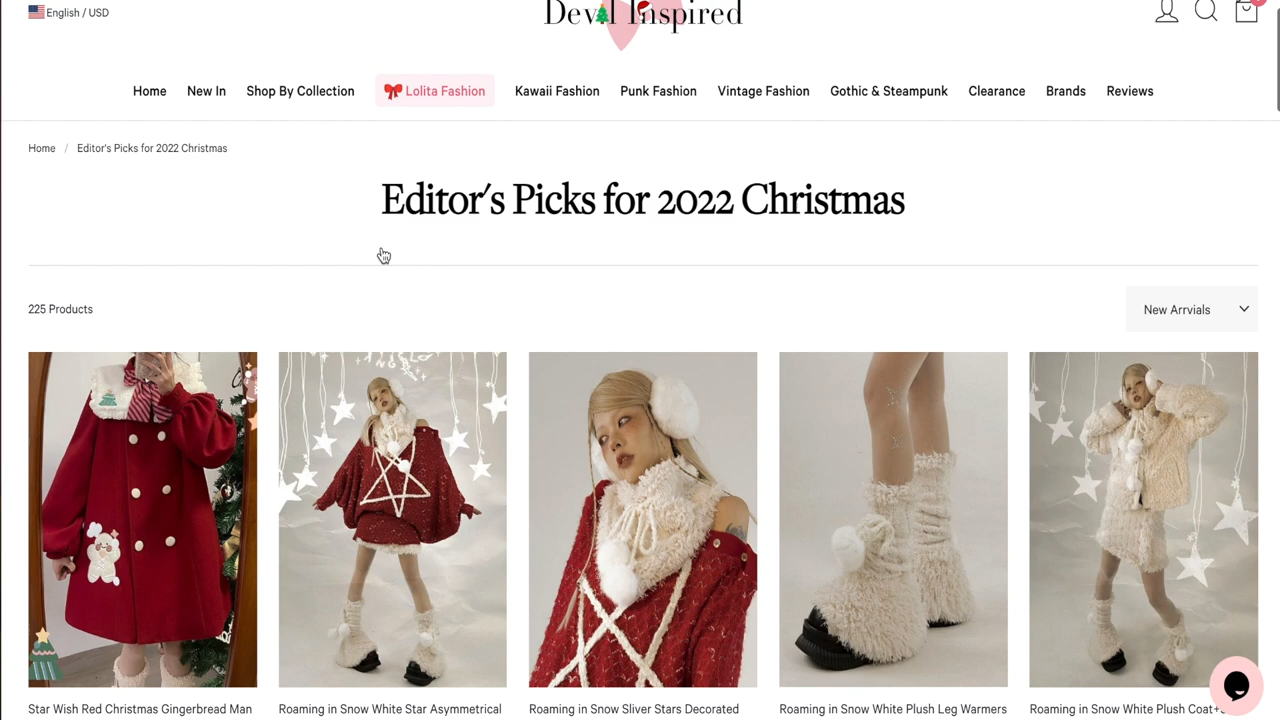 English / USD
Devil Inspired
Home
New In
Shop By Collection
Lolita Fashion
Kawaii Fashion
Punk Fashion
Vintage Fashion
Gothic & Steampunk
Clearance
Brands
Reviews
Home / Editor's Picks for 2022 Christmas
Editor's Picks for 2022 Christmas
225 Products
New Arrvials
Star Wish Red Christmas Gingerbread Man
Roaming in Snow White Star Asymmetrical
Roaming in Snow Sliver Stars Decorated
Roaming in Snow White Plush Leg Warmers
Roaming in Snow White Plush Coat+